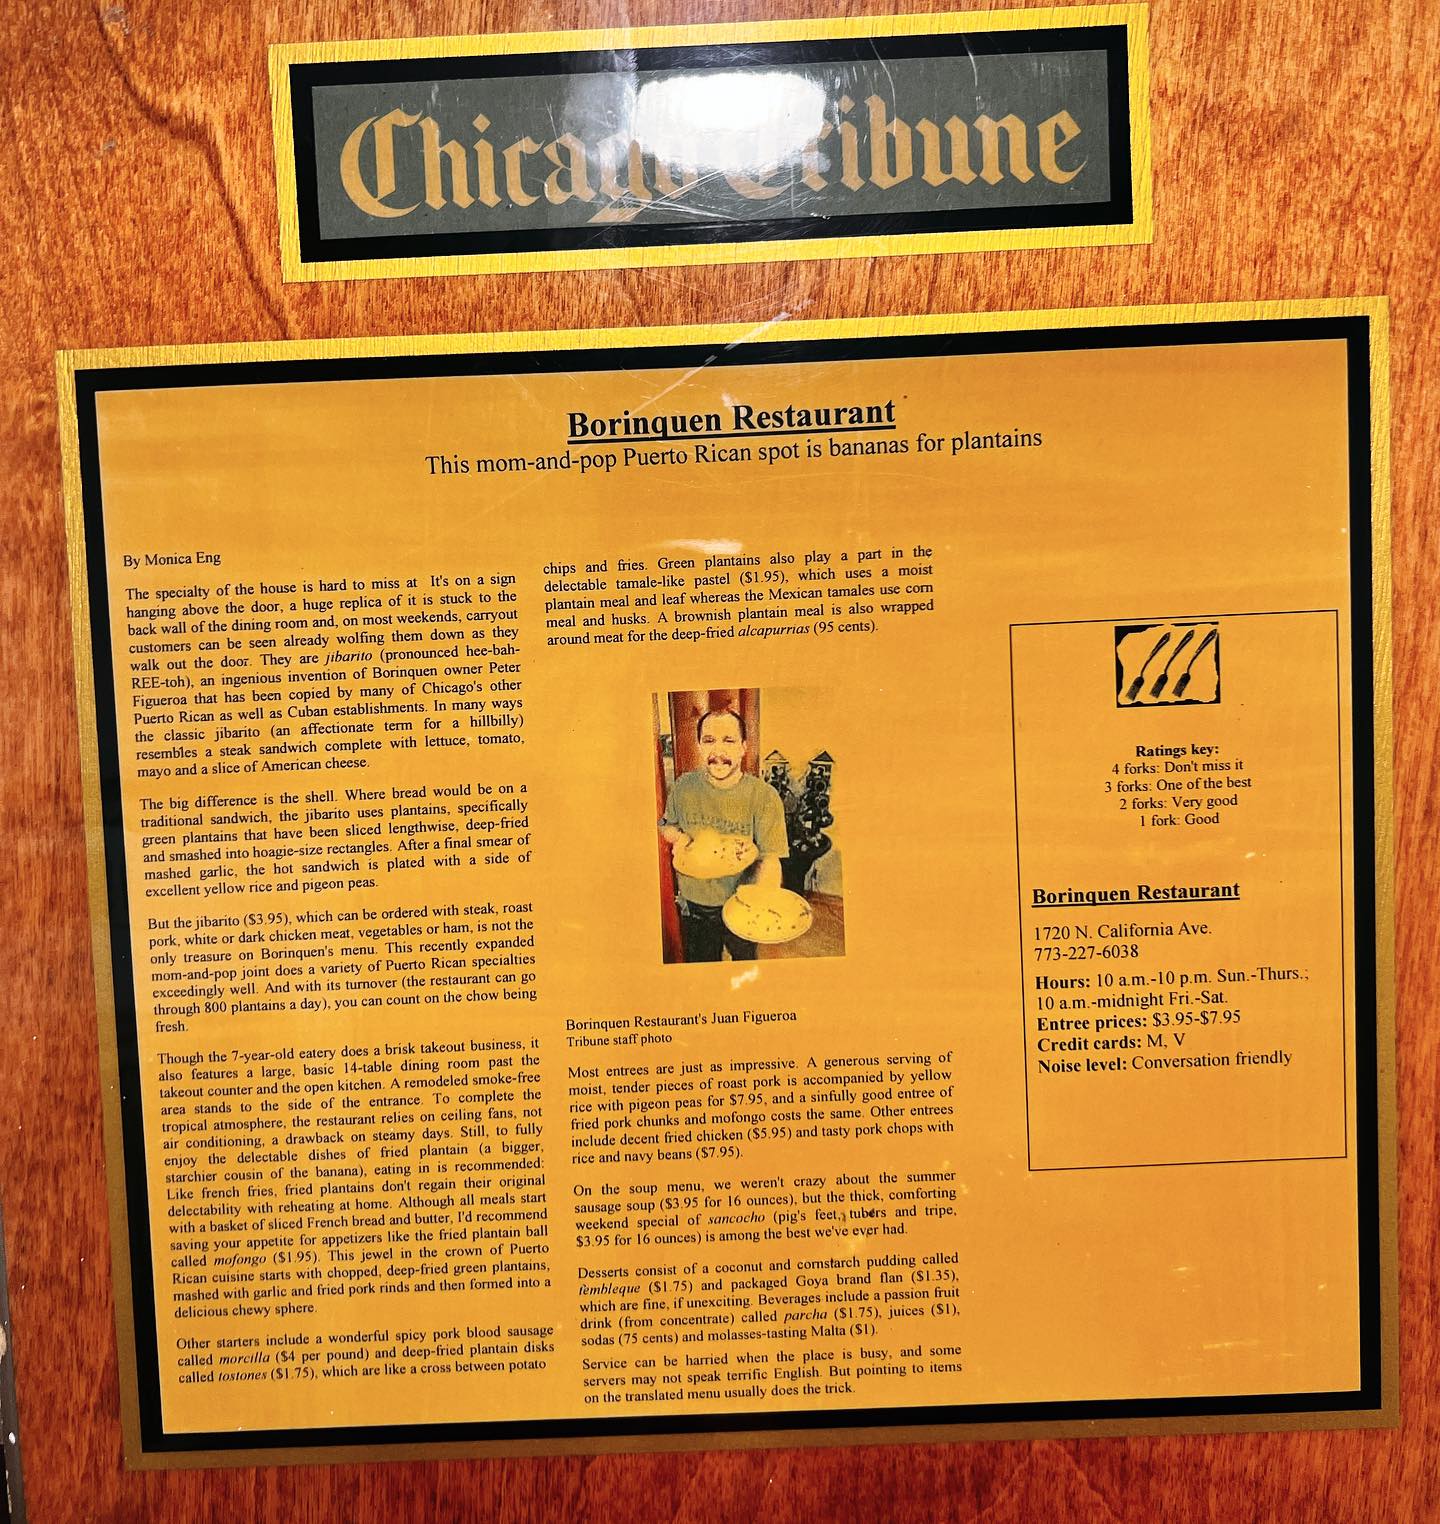 Chicago Tribune
Borinquen Restaurant
This mom-and-pop Puerto Rican spot is bananas for plantains
By Monica Eng
The specialty of the house is hard to miss at It's on a sign
hanging above the door, a huge replica of it is stuck to the
back wall of the dining room and, on most weekends, carryout
customers can be seen already wolfing them down as they
walk out the door. They are jibarito (pronounced hee-bah-
REE-toh), an ingenious invention of Borinquen owner Peter
Figueroa that has been copied by many of Chicago's other
Puerto Rican as well as Cuban establishments. In many ways
the classic jibarito (an affectionate term for a hillbilly)
resembles a steak sandwich complete with lettuce, tomato,
mayo and a slice of American cheese.
The big difference is the shell. Where bread would be on a
traditional sandwich, the jibarito uses plantains, specifically
green plantains that have been sliced lengthwise, deep-fried
and smashed into hoagie-size rectangles. After a final smear of
mashed garlic, the hot sandwich is plated with a side of
excellent yellow rice and pigeon peas.
But the jibarito ($3.95), which can be ordered with steak, roast
pork, white or dark chicken meat, vegetables or ham, is not the
only treasure on Borinquen's menu. This recently expanded
mom-and-pop joint does a variety of Puerto Rican specialties
exceedingly well. And with its turnover (the restaurant can go
through 800 plantains a day), you can count on the chow being
fresh.
Though the 7-year-old eatery does a brisk takeout business, it
also features a large, basic 14-table dining room past the
takeout counter and the open kitchen. A remodeled smoke-free
area stands to the side of the entrance. To complete the
tropical atmosphere, the restaurant relies on ceiling fans, not
air conditioning, a drawback on steamy days. Still, to fully
enjoy the delectable dishes of fried plantain (a bigger,
starchier cousin of the banana), eating in is recommended:
Like french fries, fried plantains don't regain their original
delectability with reheating at home. Although all meals start
with a basket of sliced French bread and butter, I'd recommend
saving your appetite for appetizers like the fried plantain ball
called mofongo ($1.95). This jewel in the crown of Puerto
Rican cuisine starts with chopped, deep-fried green plantains,
mashed with garlic and fried pork rinds and then formed into a
delicious chewy sphere.
Other starters include a wonderful spicy pork blood sausage
called morcilla ($4 per pound) and deep-fried plantain disks
called tostones ($1.75), which are like a cross between potato
chips and fries. Green plantains also play a part in the
delectable tamale-like pastel ($1.95), which uses a moist
plantain meal and leaf whereas the Mexican tamales use corn
meal and husks. A brownish plantain meal is also wrapped
around meat for the deep-fried alcapurrias (95 cents).
Borinquen Restaurant's Juan Figueroa
Tribune staff photo
Most entrees are just as impressive. A generous serving of
moist, tender pieces of roast pork is accompanied by yellow
rice with pigeon peas for $7.95, and a sinfully good entree of
fried pork chunks and mofongo costs the same. Other entrees
include decent fried chicken ($5.95) and tasty pork chops with
rice and navy beans ($7.95).
On the soup menu, we weren't crazy about the summer
sausage soup ($3.95 for 16 ounces), but the thick, comforting
weekend special of sancocho (pig's feet, tubers and tripe,
$3.95 for 16 ounces) is among the best we've ever had.
Desserts consist of a coconut and cornstarch pudding called
tembleque ($1.75) and packaged Goya brand flan ($1.35),
which are fine, if unexciting. Beverages include a passion fruit
drink (from concentrate) called parcha ($1.75), juices ($1),
sodas (75 cents) and molasses-tasting Malta ($1).
Service can be harried when the place is busy, and some
servers may not speak terrific English. But pointing to items
on the translated menu usually does the trick.
Ratings key:
4 forks: Don't miss it
3 forks: One of the best
2 forks: Very good
1 fork: Good
Borinquen Restaurant
1720 N. California Ave.
773-227-6038
Hours: 10 a.m.-10 p.m. Sun.-Thurs.;
10 a.m.-midnight Fri.-Sat.
Entree prices: $3.95-$7.95
Credit cards: M, V
Noise level: Conversation friendly